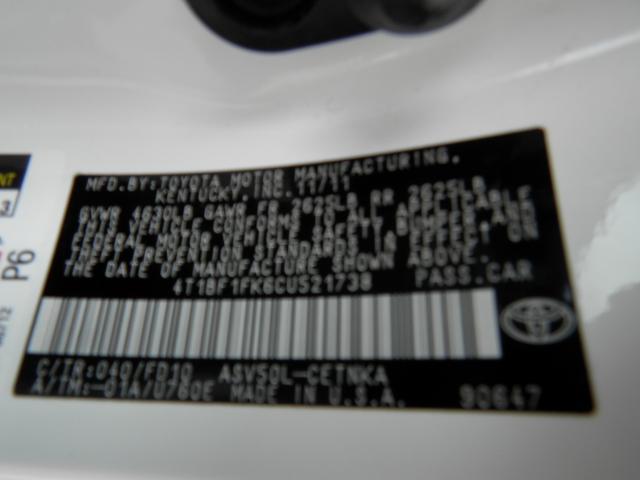 MFD.BY:TOYOTA MOTOR MANUFACTURING,
KENTUCKY, INC. 11/11
GVWR 4630LB GAWR FR 2625LB RR 2625LB
THIS VEHICLE CONFORMS TO ALL APPLICABLE
FEDERAL MOTOR VEHICLE SAFETY, BUMPER AND
THEFT PREVENTION STANDARDS IN EFFECT ON
THE DATE OF MANUFACTURE SHOWN ABOVE.
4T1BF1FK6CU521738 PASS.CAR
C/TR:040/FD10 ASV50L-CETNKA
A/TM:-01A/U760E MADE IN U.S.A. 90647
P6